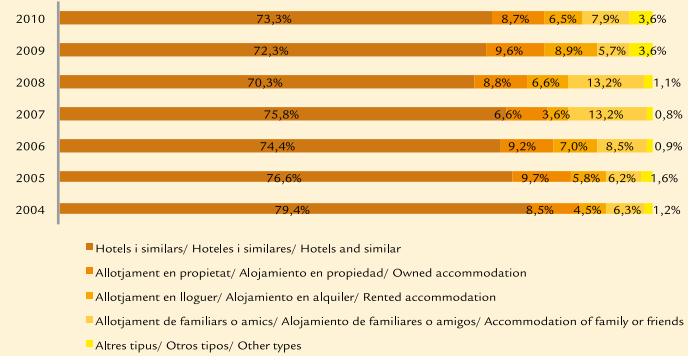 2010 73,3% 8,7% 6,5% 7,9% 3,6%
2009 72,3% 9,6% 8,9% 5,7% 3,6%
2008 70,3% 8,8% 6,6% 13,2% 1,1%
2007 75,8% 6,6% 3,6% 13,2% 0,8%
2006 74,4% 9,2% 7,0% 8,5% 0,9%
2005 76,6% 9,7% 5,8% 6,2% 1,6%
2004 79,4% 8,5% 4,5% 6,3% 1,2%
Hotels i similars/ Hoteles i similares/ Hotels and similar
Allotjament en propietat/ Alojamiento en propiedad/ Owned accommodation
Allotjament en lloguer/ Alojamiento en alquiler/ Rented accommodation
Allotjament de familiars o amics/ Alojamiento de familiares o amigos/ Accommodation of family or friends
Altres tipus/ Otros tipos/ Other types